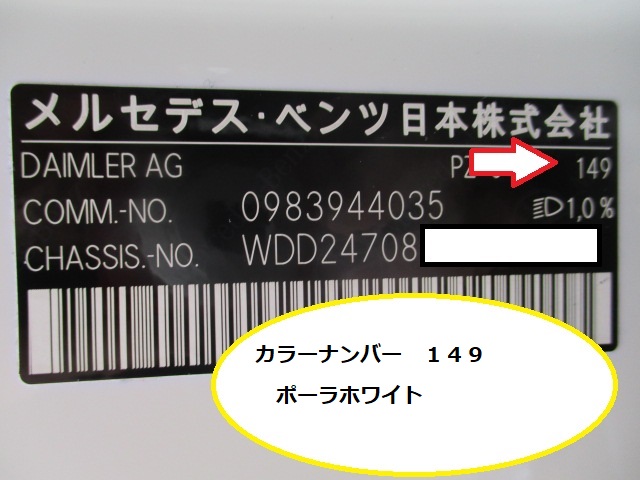 メルセデス・ベンツ日本株式会社
DAIMLER AG 149
COMM.-NO. 0983944035
1,0%
CHASSIS.-NO. WDD24708
カラーナンバー １４９
ポーラホワイト